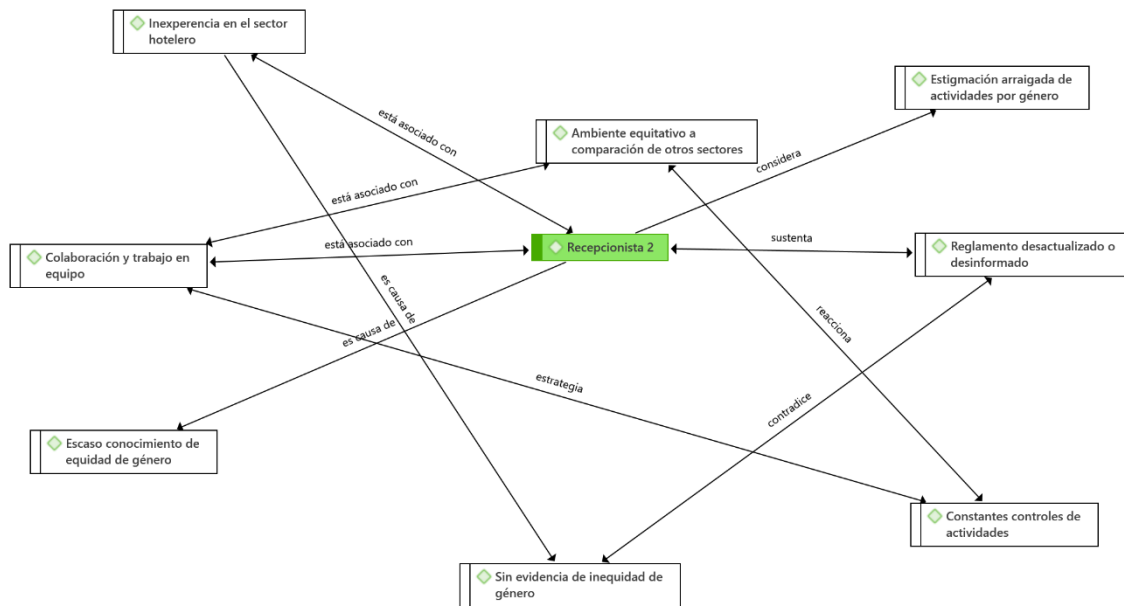 Inexperencia en el sector
hotelero
Estigmación arraigada de
actividades por género
está asociado con
Ambiente equitativo a
comparación de otros sectores
considera
está asociado con
Colaboración y trabajo en
equipo
está asociado con
Recepcionista 2
sustenta
Reglamento desactualizado o
desinformado
es causa de
es causa de
reacciona
estrategia
contradice
Escaso conocimiento de
equidad de género
Constantes controles de
actividades
Sin evidencia de inequidad de
género